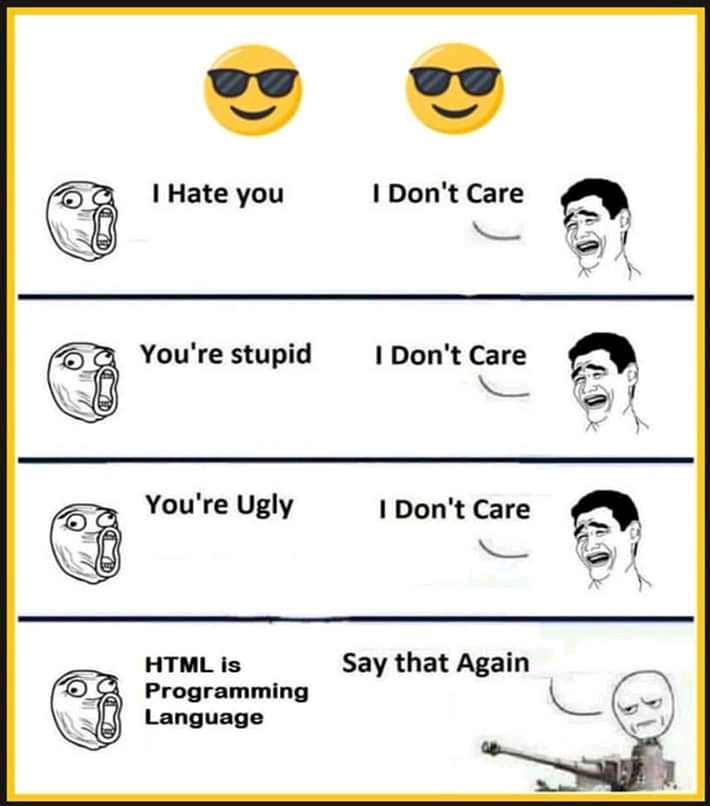 I Hate you
I Don't Care
You're stupid
I Don't Care
You're Ugly
I Don't Care
HTML is
Programming
Language
Say that Again